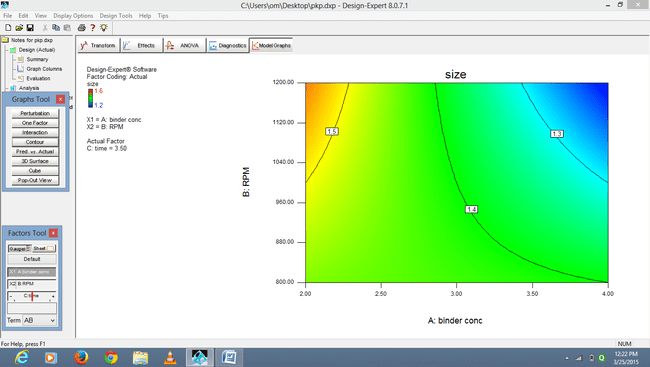 C:\Users\om\Desktop\pkp.dxp - Design-Expert 8.0.7.1
File Edit View Display Options Design Tools Help Tips
Notes for pkp.dxp
Design (Actual)
Summary
Graph Columns
Evaluation
Analysis
Transform Effects ANOVA Diagnostics Model Graphs
Graphs Tool
Perturbation
One Factor
Interaction
Contour
Pred. vs. Actual
3D Surface
Cube
Pop-Out View
Factors Tool
Gauges Sheet
Default
X1 A:binder conc
X2 B:RPM
- C:time +
Term AB
Design-Expert® Software
Factor Coding: Actual
size
1.6
1.2
X1 = A: binder conc
X2 = B: RPM
Actual Factor
C: time = 3.50
size
1200.00
1120.00
1040.00
960.00
880.00
800.00
B: RPM
1.5
1.3
1.4
2.00 2.50 3.00 3.50 4.00
A: binder conc
For Help, press F1
NUM
12:22 PM
3/25/2015